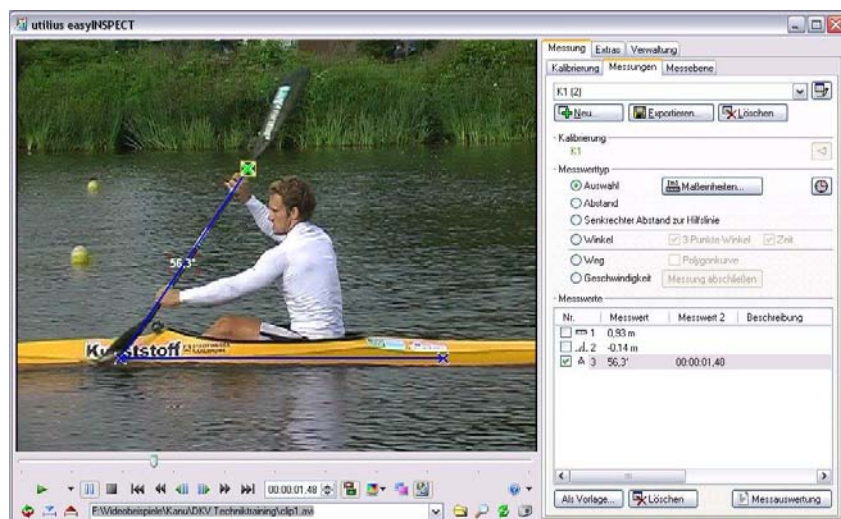 utilius easyINSPECT
Messung Extras Verwaltung
Kalibrierung Messungen Messebene
K1 (2)
Neu... Exportieren... Löschen
Kalibrierung
K1
Messwerttyp
Auswahl Maßeinheiten...
Abstand
Senkrechter Abstand zur Hilfslinie
Winkel 3-Punkte Winkel Zeit
Weg Polygonkurve
Geschwindigkeit Messung abschließen
Messwerte
Nr. Messwert Messwert 2 Beschreibung
1 0,93 m
2 -0,14 m
3 56,3° 00:00:01,48
56,3°
Kunststoff
00:00:01,48
F:\Videobeispiele\Kanu\DKV Techniktraining\clip1.avi
Als Vorlage... Löschen Messauswertung